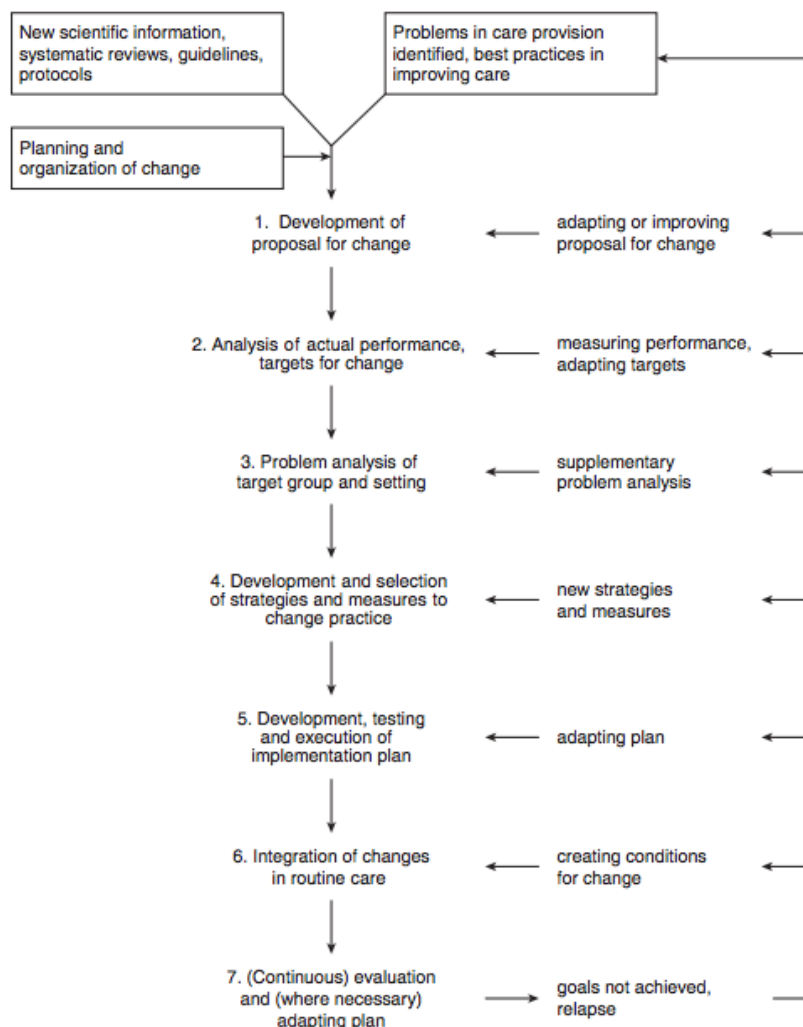 New scientific information,
systematic reviews, guidelines,
protocols
Problems in care provision
identified, best practices in
improving care
Planning and
organization of change
1. Development of
proposal for change
adapting or improving
proposal for change
2. Analysis of actual performance,
targets for change
measuring performance,
adapting targets
3. Problem analysis of
target group and setting
supplementary
problem analysis
4. Development and selection
of strategies and measures to
change practice
new strategies
and measures
5. Development, testing
and execution of
implementation plan
adapting plan
6. Integration of changes
in routine care
creating conditions
for change
7. (Continuous) evaluation
and (where necessary)
adapting plan
goals not achieved,
relapse